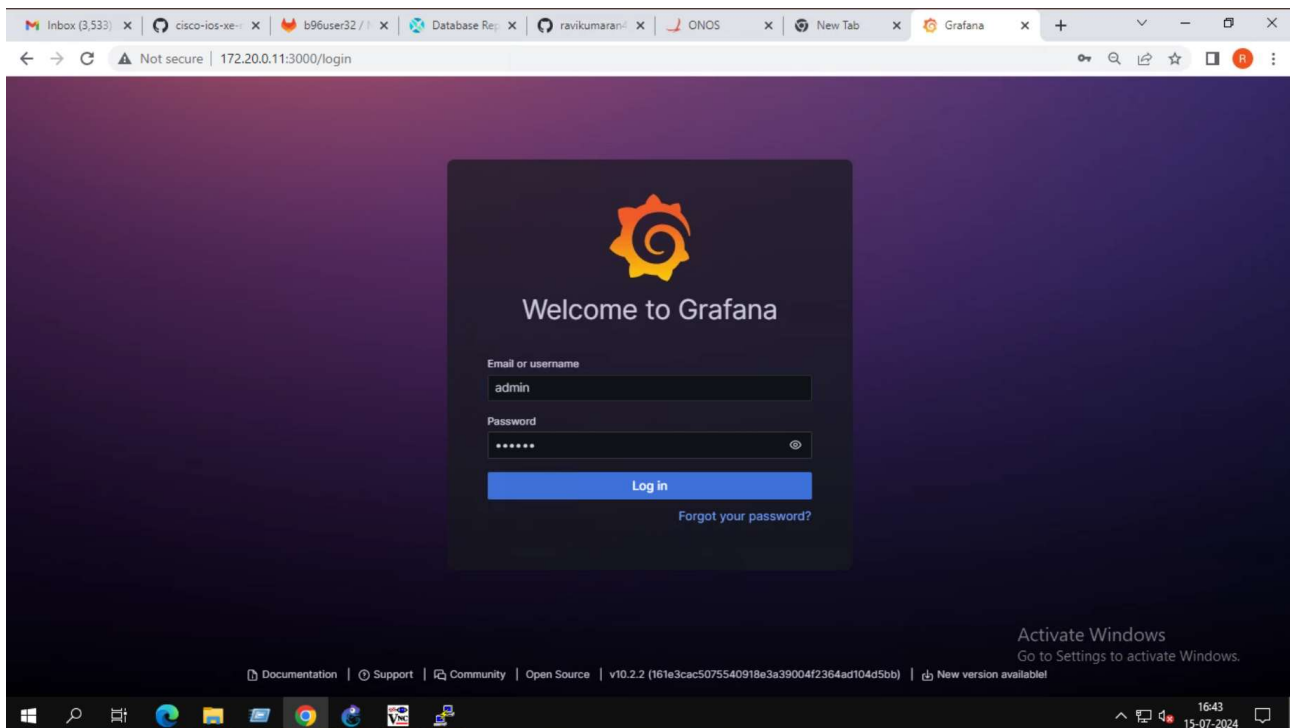 Inbox (3,533)
cisco-ios-xe-
b96user32 /
Database Rep
ravikumaran
ONOS
New Tab
Grafana
Not secure | 172.20.0.11:3000/login
R
Welcome to Grafana
Email or username
admin
Password
••••••
Log in
Forgot your password?
Activate Windows
Go to Settings to activate Windows.
Documentation | Support | Community | Open Source | v10.2.2 (161e3cac5075540918e3a39004f2364ad104d5bb) | New version available!
VNC
16:43
15-07-2024